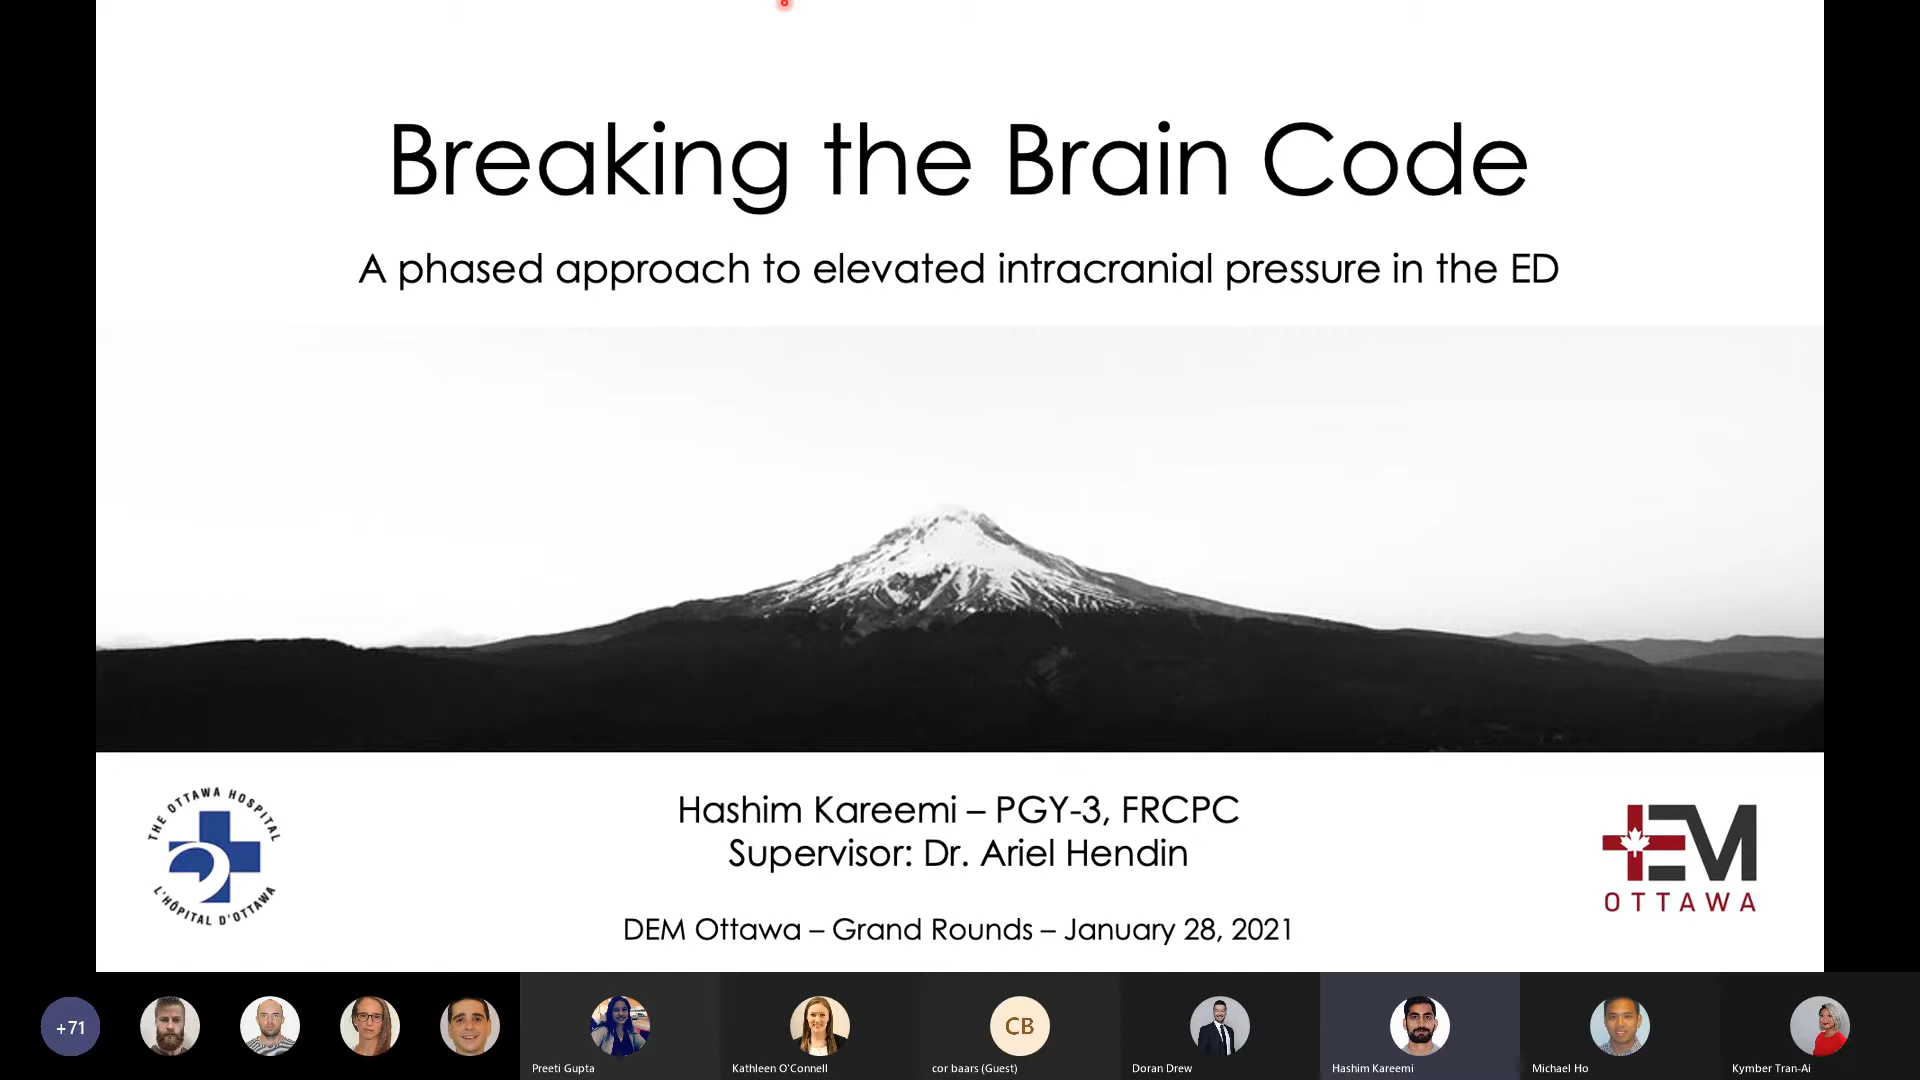 Breaking the Brain Code
A phased approach to elevated intracranial pressure in the ED
THE OTTAWA HOSPITAL
L'HÔPITAL D'OTTAWA
Hashim Kareemi – PGY-3, FRCPC
Supervisor: Dr. Ariel Hendin
DEM Ottawa – Grand Rounds – January 28, 2021
EM
OTTAWA
+71
Preeti Gupta
Kathleen O'Connell
CB
cor baars (Guest)
Doran Drew
Hashim Kareemi
Michael Ho
Kymber Tran-Ai